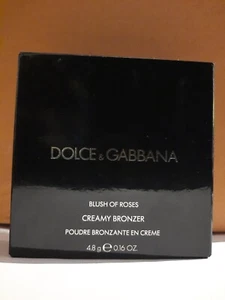 DOLCE & GABBANA
BLUSH OF ROSES
CREAMY BRONZER
POUDRE BRONZANTE EN CREME
4.8 g ℮ 0.16 OZ.